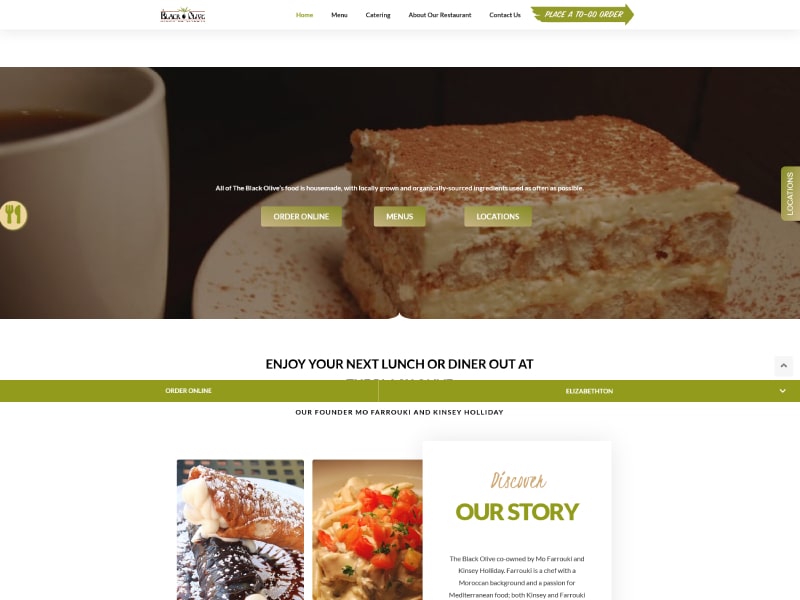 BLACK OLIVE
Home
Menu
Catering
About Our Restaurant
Contact Us
PLACE A TO-GO ORDER
All of The Black Olive's food is housemade, with locally grown and organically-sourced ingredients used as often as possible.
ORDER ONLINE
MENUS
LOCATIONS
LOCATIONS
ENJOY YOUR NEXT LUNCH OR DINER OUT AT
ORDER ONLINE
ELIZABETHTON
OUR FOUNDER MO FARROUKI AND KINSEY HOLLIDAY
Discover
OUR STORY
The Black Olive co-owned by Mo Farrouki and
Kinsey Holliday. Farrouki is a chef with a
Moroccan background and a passion for
Mediterranean food; both Kinsey and Farrouki